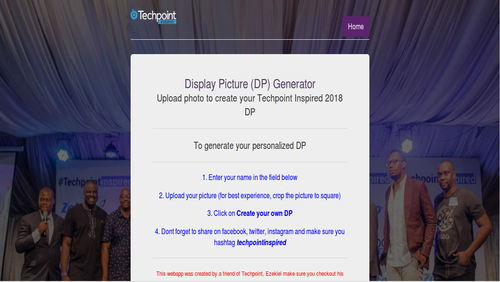 Techpoint
Home
Display Picture (DP) Generator
Upload photo to create your Techpoint Inspired 2018
DP
To generate your personalized DP
1. Enter your name in the field below
2. Upload your picture (for best experience, crop the picture to square)
3. Click on Create your own DP
4. Dont forget to share on facebook, twitter, instagram and make sure you
hashtag techpointinspired
This webapp was created by a friend of Techpoint, Ezekiel make sure you checkout his